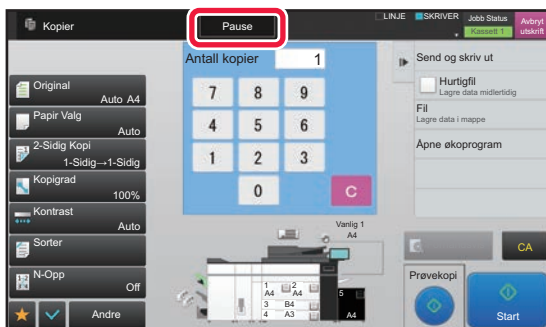 Kopier
Pause
LINJE
SKRIVER
Jobb Status
Kassett 1
Avbryt
utskrift
Original
Auto A4
Papir Valg
Auto
2-Sidig Kopi
1-Sidig→1-Sidig
Kopigrad
100%
Kontrast
Auto
Sorter
N-Opp
Off
Andre
Antall kopier
1
7 8 9
4 5 6
1 2 3
0 C
Vanlig 1
A4
1
A4
2
A4
3 B4
4 A3
5
A4
Send og skriv ut
Hurtigfil
Lagre data midlertidig
Fil
Lagre data i mappe
Åpne økoprogram
CA
Prøvekopi
Start